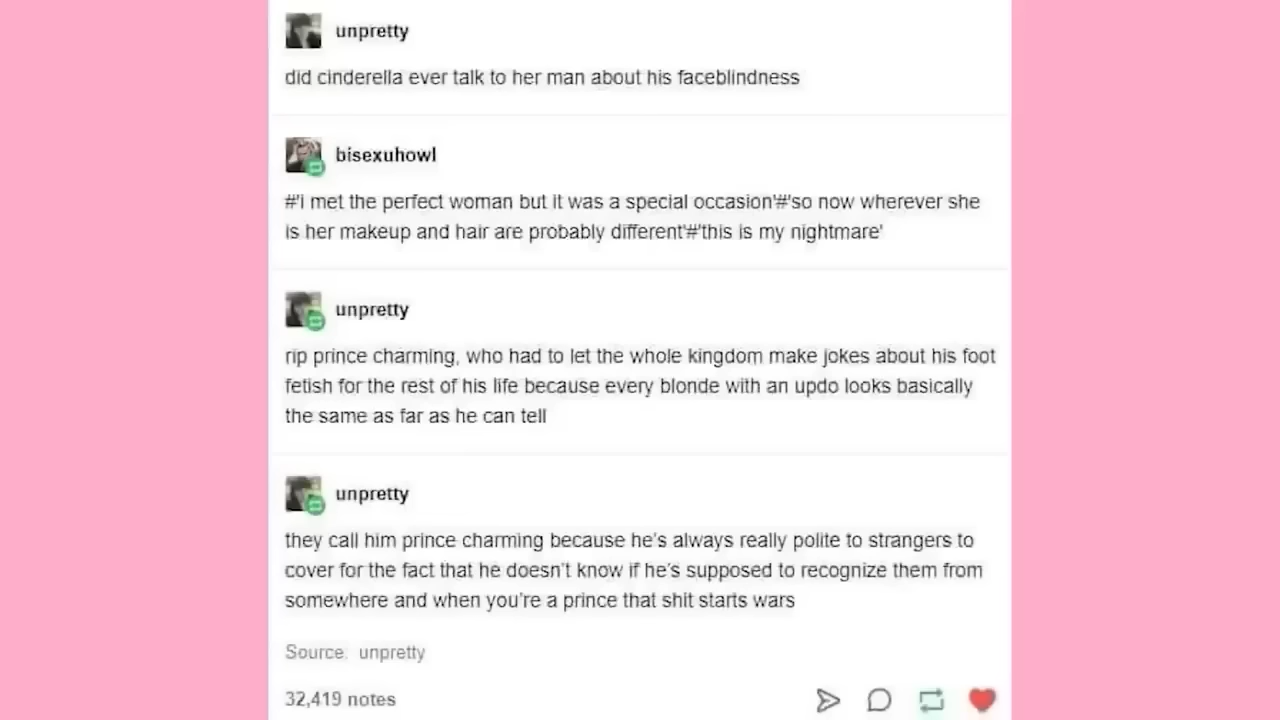 unpretty
did cinderella ever talk to her man about his faceblindness
bisexuhowl
#'i met the perfect woman but it was a special occasion'#'so now wherever she
is her makeup and hair are probably different'#'this is my nightmare'
unpretty
rip prince charming, who had to let the whole kingdom make jokes about his foot
fetish for the rest of his life because every blonde with an updo looks basically
the same as far as he can tell
unpretty
they call him prince charming because he's always really polite to strangers to
cover for the fact that he doesn't know if he's supposed to recognize them from
somewhere and when you're a prince that shit starts wars
Source: unpretty
32,419 notes